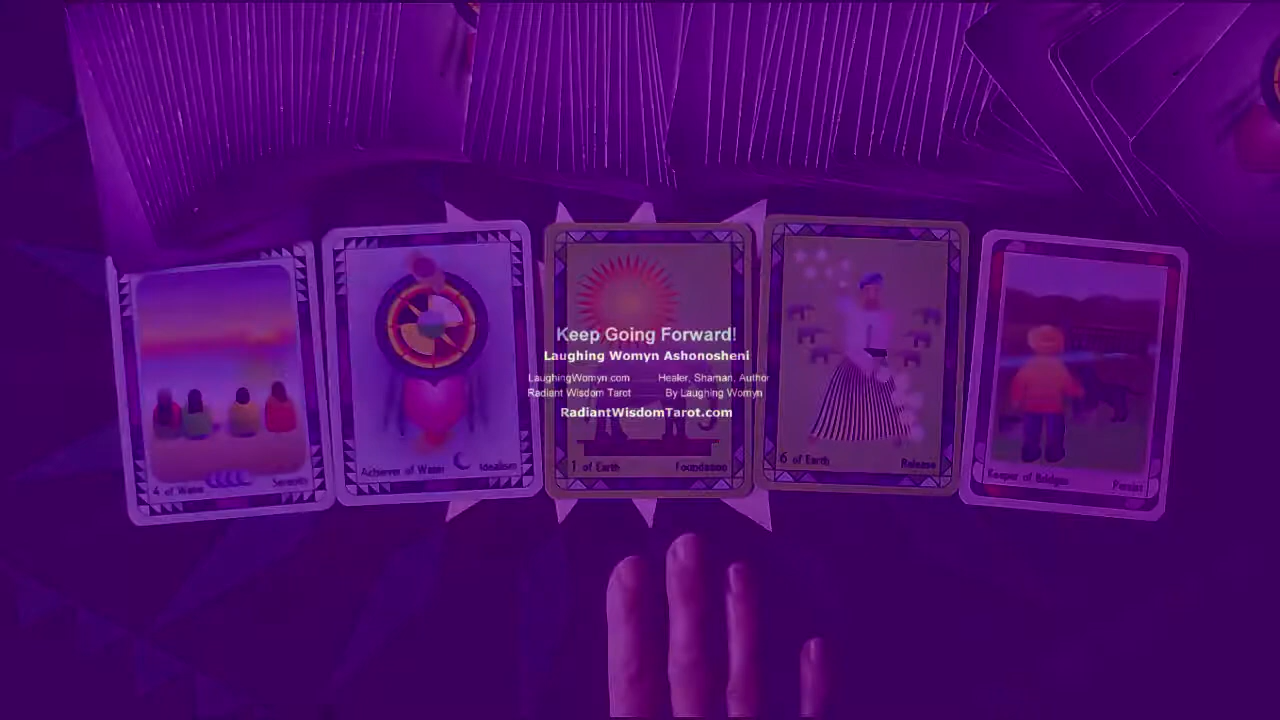 Keep Going Forward!
Laughing Womyn Ashonosheni
LaughingWomyn.com Healer, Shaman, Author
Radiant Wisdom Tarot By Laughing Womyn
RadiantWisdomTarot.com
4 of Water Serenity
Achiever of Water Idealism
1 of Earth Foundation
6 of Earth Release
Keeper of Bridges